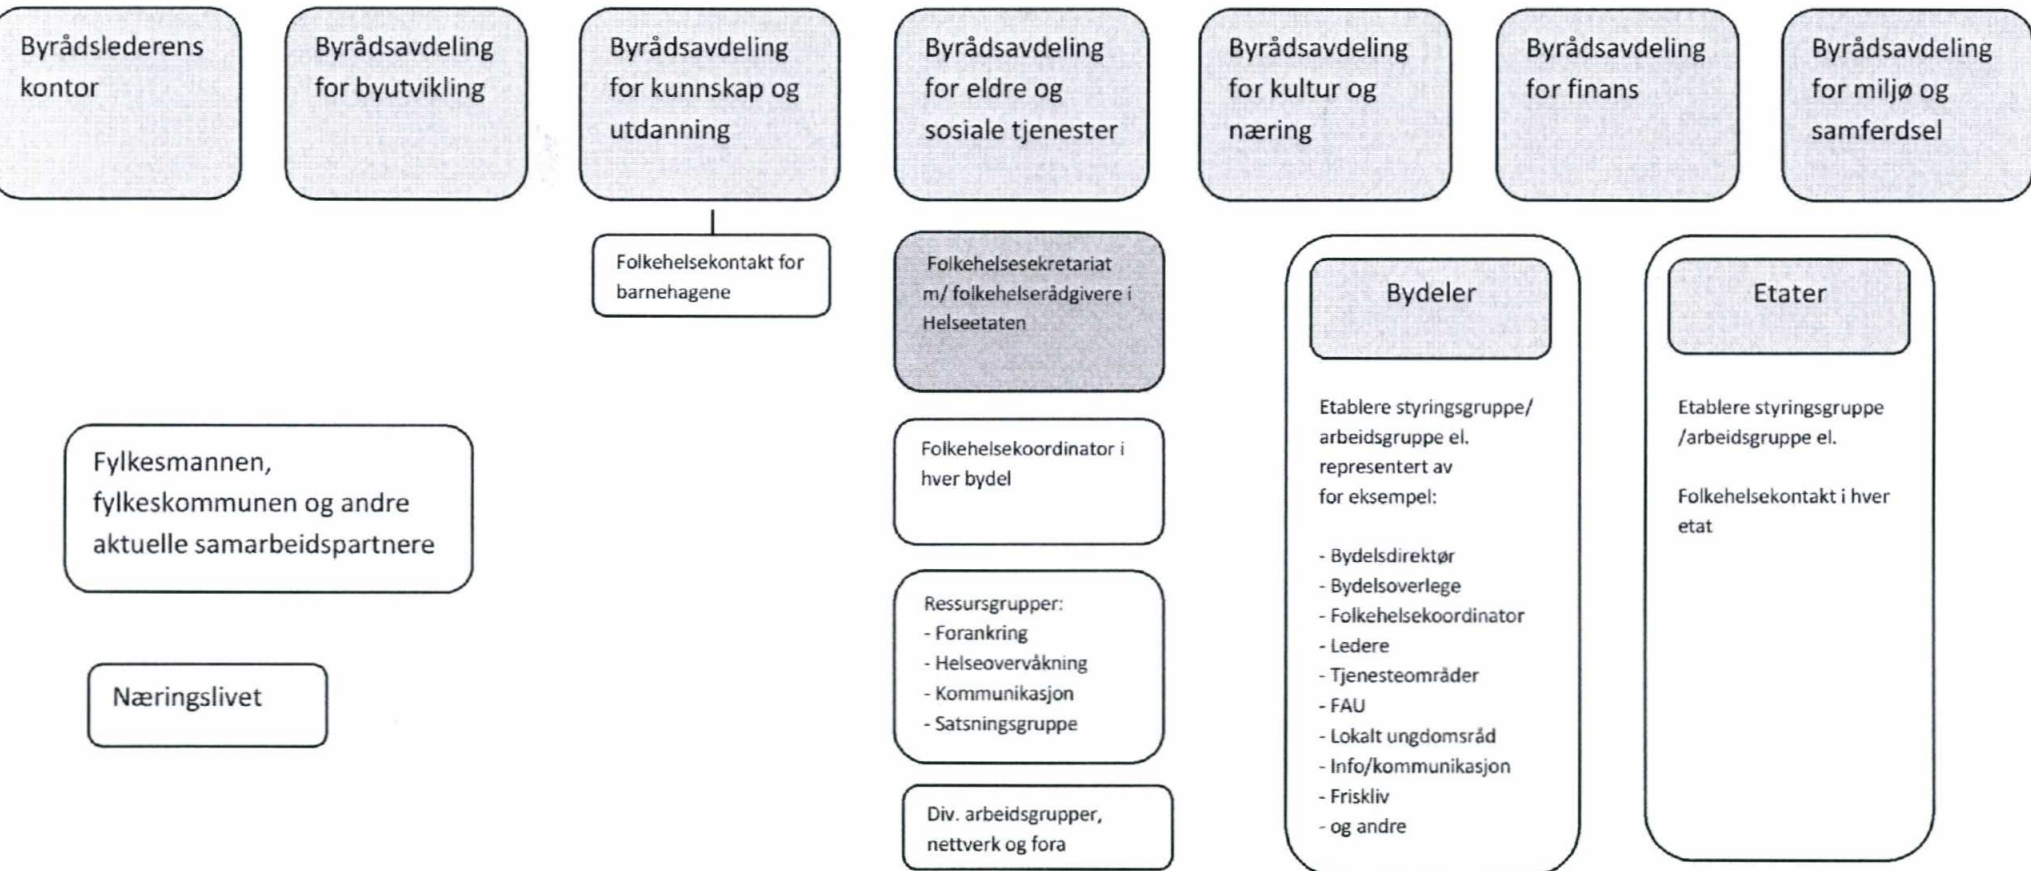 Byrådslederens
kontor
Byrådsavdeling
for byutvikling
Byrådsavdeling
for kunnskap og
utdanning
Byrådsavdeling
for eldre og
sosiale tjenester
Byrådsavdeling
for kultur og
næring
Byrådsavdeling
for finans
Byrådsavdeling
for miljø og
samferdsel
Folkehelsekontakt for
barnehagene
Folkehelsesekretariat
m/ folkehelserådgivere i
Helseetaten
Folkehelsekoordinator i
hver bydel
Ressursgrupper:
- Forankring
- Helseovervåkning
- Kommunikasjon
- Satsningsgruppe
Div. arbeidsgrupper,
nettverk og fora
Fylkesmannen,
fylkeskommunen og andre
aktuelle samarbeidspartnere
Næringslivet
Bydeler
Etablere styringsgruppe/
arbeidsgruppe el.
representert av
for eksempel:
- Bydelsdirektør
- Bydelsoverlege
- Folkehelsekoordinator
- Ledere
- Tjenesteområder
- FAU
- Lokalt ungdomsråd
- Info/kommunikasjon
- Friskliv
- og andre
Etater
Etablere styringsgruppe
/arbeidsgruppe el.
Folkehelsekontakt i hver
etat